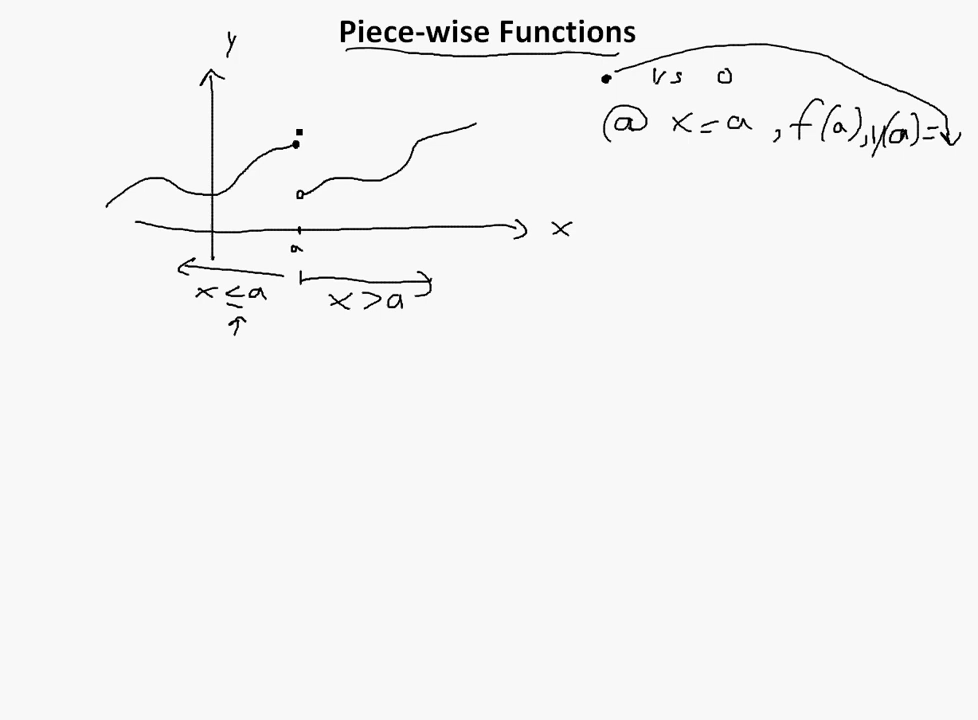 Piece-wise Functions
y
• vs o
@ x = a , f(a), y(a) =
x
a
x ≤ a
x > a